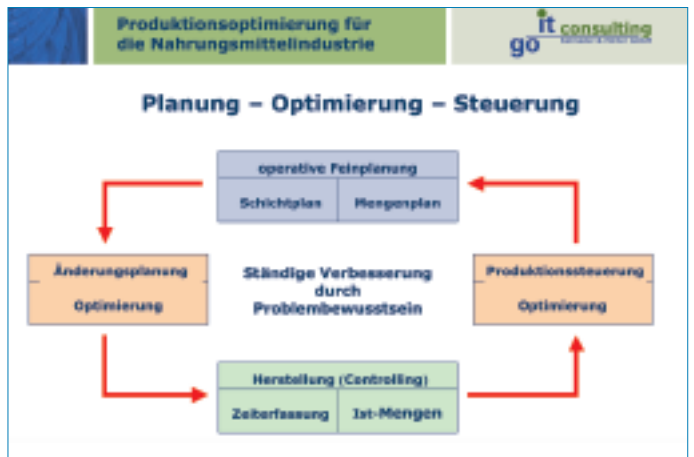 Produktionsoptimierung für
die Nahrungsmittelindustrie
go it consulting
Planung – Optimierung – Steuerung
operative Feinplanung
Schichtplan Mengenplan
Änderungsplanung
Optimierung
Ständige Verbesserung
durch
Problembewusstsein
Produktionssteuerung
Optimierung
Herstellung (Controlling)
Zeiterfassung Ist-Mengen